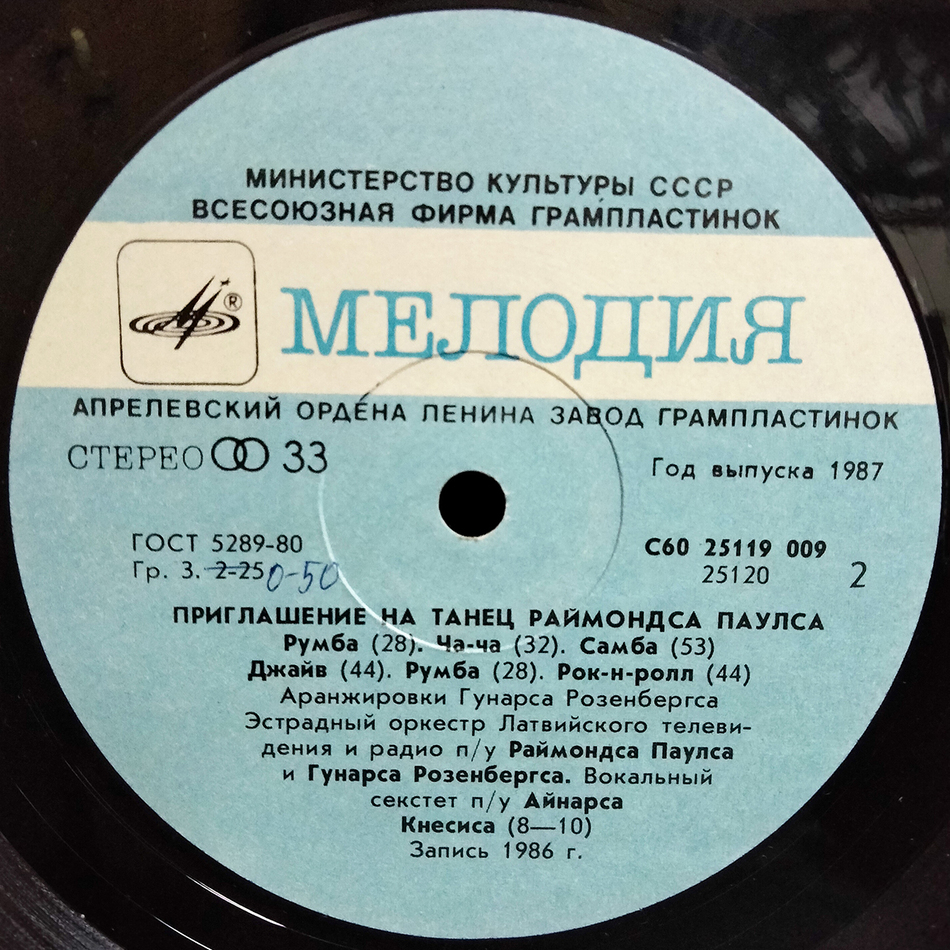 МИНИСТЕРСТВО КУЛЬТУРЫ СССР
ВСЕСОЮЗНАЯ ФИРМА ГРАМПЛАСТИНОК
® МЕЛОДИЯ
АПРЕЛЕВСКИЙ ОРДЕНА ЛЕНИНА ЗАВОД ГРАМПЛАСТИНОК
СТЕРЕО 33
Год выпуска 1987
ГОСТ 5289-80
Гр. 3. 2-25 0-50
С60 25119 009
25120 2
ПРИГЛАШЕНИЕ НА ТАНЕЦ РАЙМОНДСА ПАУЛСА
Румба (28). Ча-ча (32). Самба (53)
Джайв (44). Румба (28). Рок-н-ролл (44)
Аранжировки Гунарса Розенбергса
Эстрадный оркестр Латвийского телеви-
дения и радио п/у Раймондса Паулса
и Гунарса Розенбергса. Вокальный
секстет п/у Айнарса
Кнесиса (8—10)
Запись 1986 г.